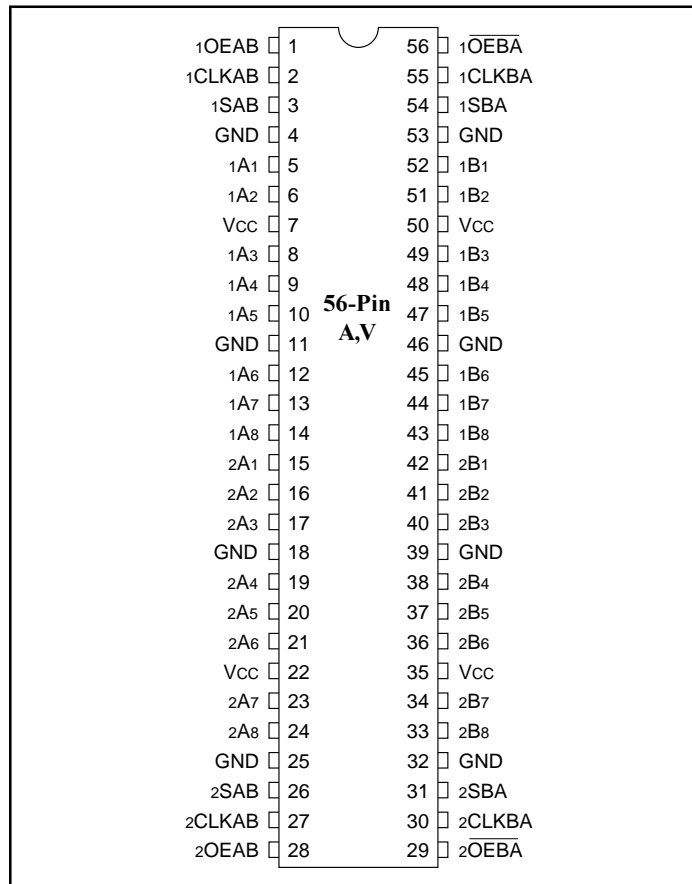 1OEAB 1 56 1O̅E̅B̅A̅
1CLKAB 2 55 1CLKBA
1SAB 3 54 1SBA
GND 4 53 GND
1A1 5 52 1B1
1A2 6 51 1B2
VCC 7 50 VCC
1A3 8 49 1B3
1A4 9 48 1B4
1A5 10 47 1B5
56-Pin
A,V
GND 11 46 GND
1A6 12 45 1B6
1A7 13 44 1B7
1A8 14 43 1B8
2A1 15 42 2B1
2A2 16 41 2B2
2A3 17 40 2B3
GND 18 39 GND
2A4 19 38 2B4
2A5 20 37 2B5
2A6 21 36 2B6
VCC 22 35 VCC
2A7 23 34 2B7
2A8 24 33 2B8
GND 25 32 GND
2SAB 26 31 2SBA
2CLKAB 27 30 2CLKBA
2OEAB 28 29 2O̅E̅B̅A̅